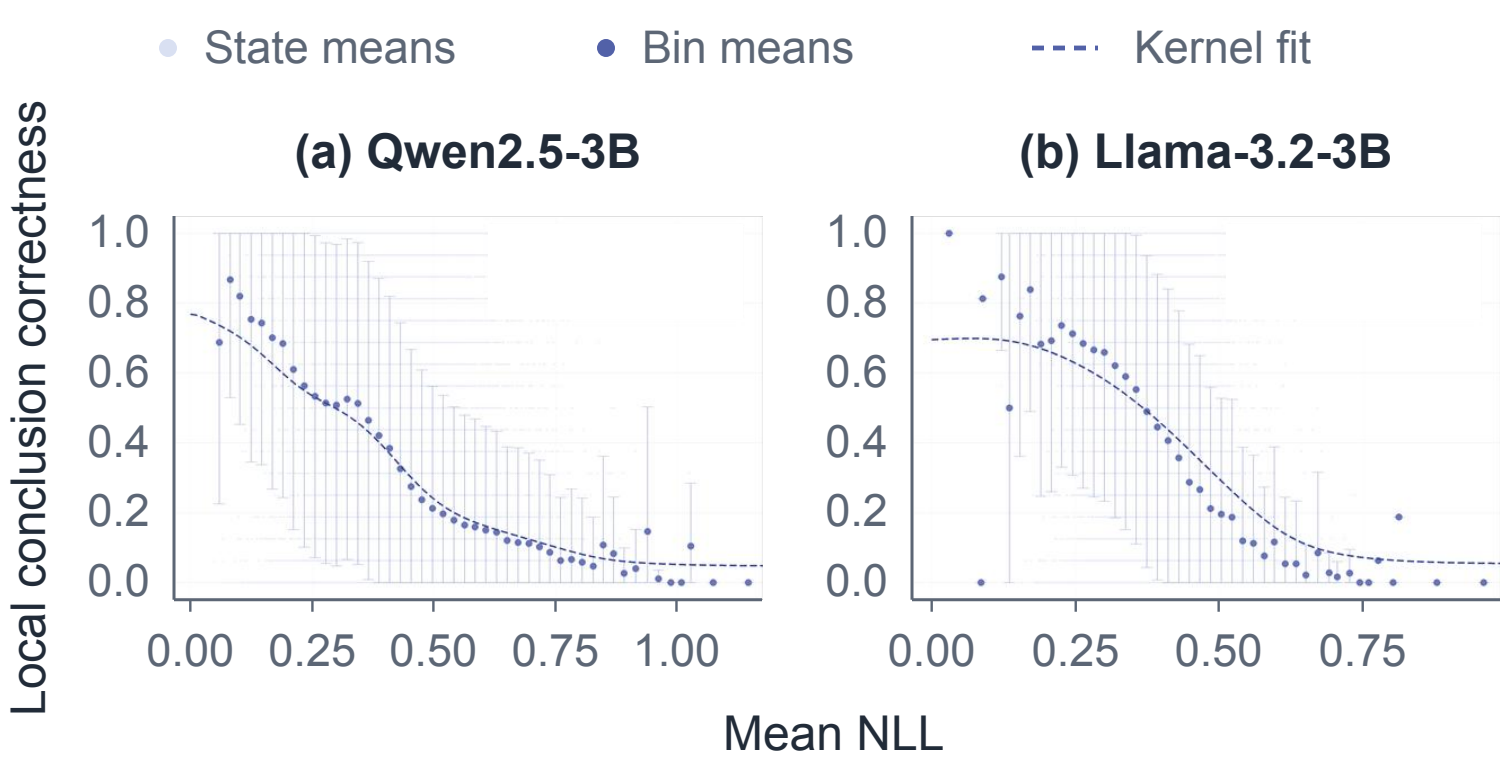 State means
Bin means
Kernel fit
Local conclusion correctness
(a) Qwen2.5-3B
1.0
0.8
0.6
0.4
0.2
0.0
0.00 0.25 0.50 0.75 1.00
(b) Llama-3.2-3B
1.0
0.8
0.6
0.4
0.2
0.0
0.00 0.25 0.50 0.75
Mean NLL